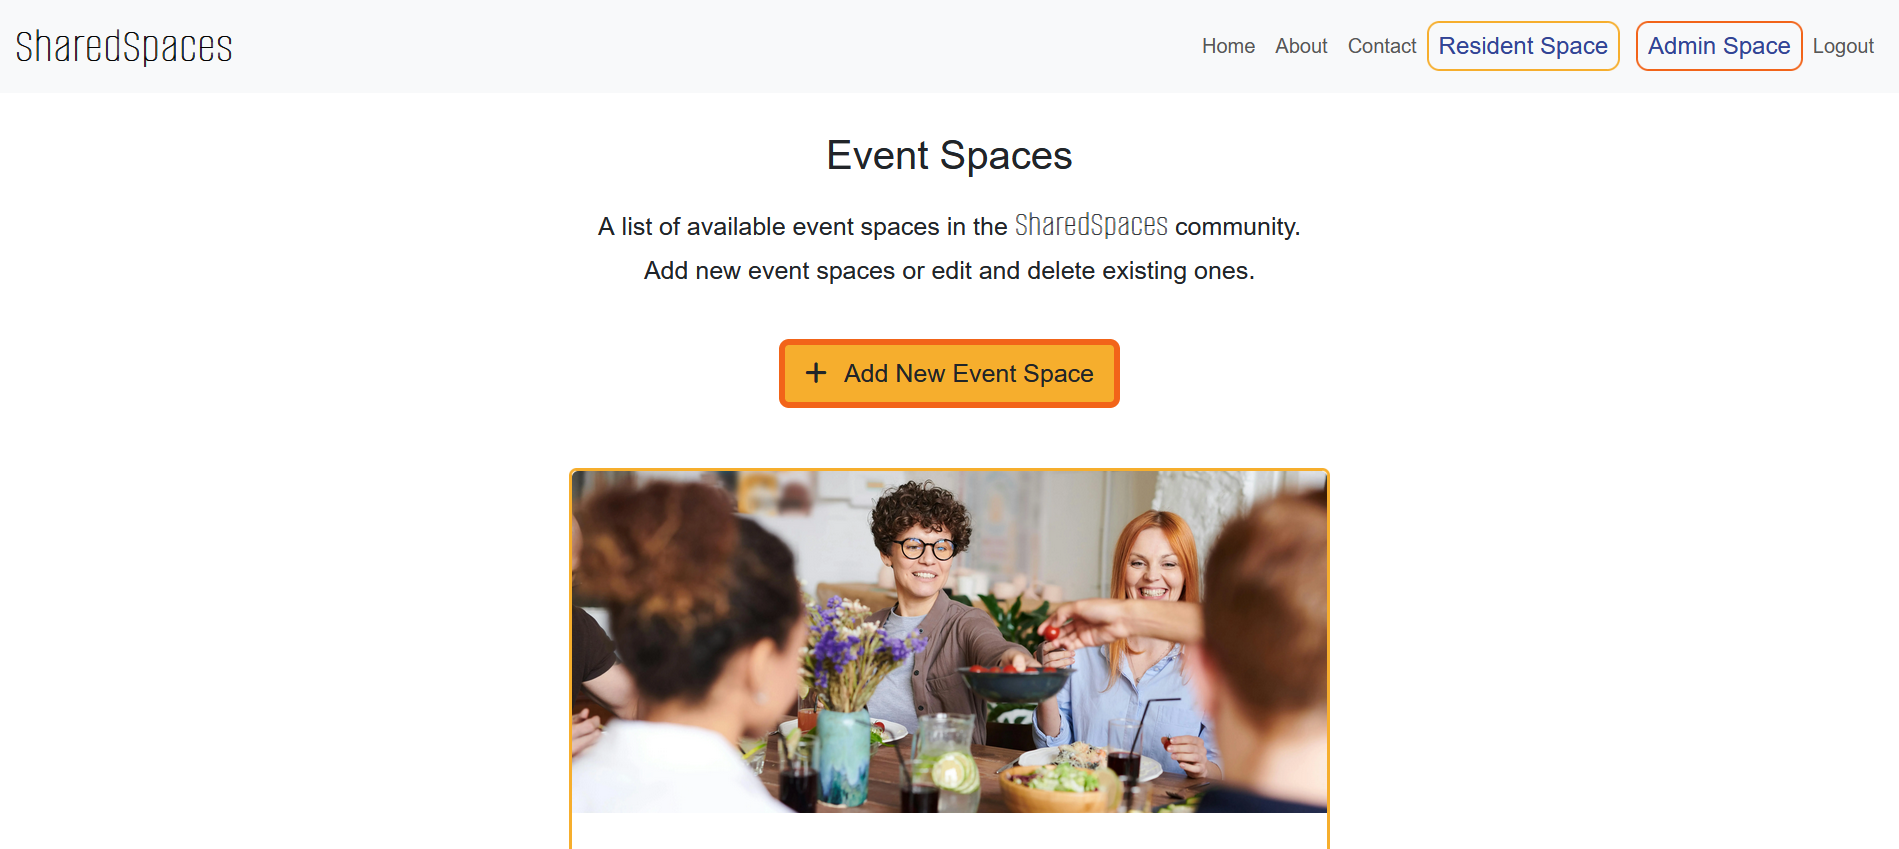 SharedSpaces
Home About Contact Resident Space Admin Space Logout
Event Spaces
A list of available event spaces in the SharedSpaces community.
Add new event spaces or edit and delete existing ones.
+ Add New Event Space